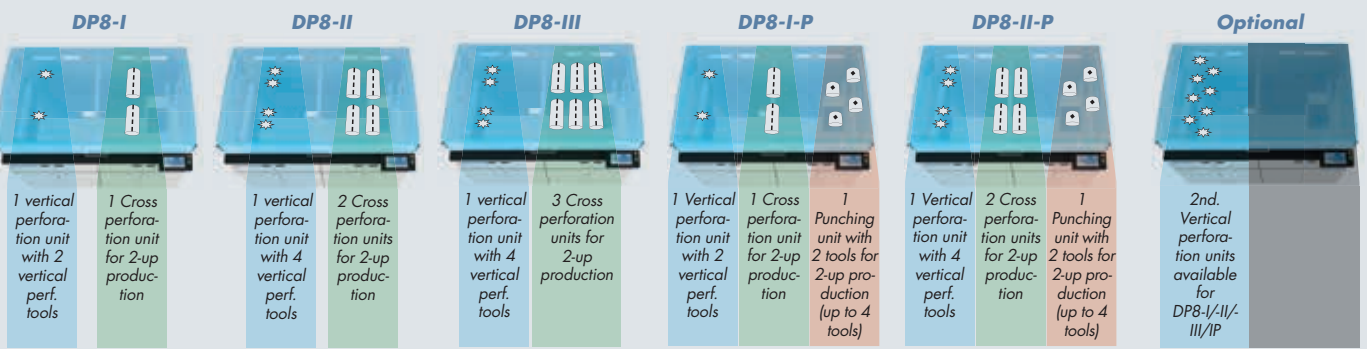 DP8-I
1 vertical
perfora-
tion unit
with 2
vertical
perf.
tools
1 Cross
perforation
unit
for 2-up
produc-
tion
DP8-II
1 vertical
perfora-
tion unit
with 4
vertical
perf.
tools
2 Cross
perfora-
tion units
for 2-up
produc-
tion
DP8-III
1 vertical
perfora-
tion unit
with 4
vertical
perf.
tools
3 Cross
perforation
units for
2-up
production
DP8-I-P
1 Vertical
perfora-
tion unit
with 2
vertical
perf.
tools
1 Cross
perfora-
tion unit
for 2-up
produc-
tion
1
Punching
unit with
2 tools for
2-up pro-
duction
(up to 4
tools)
DP8-II-P
1 Vertical
perfora-
tion unit
with 4
vertical
perf.
tools
2 Cross
perfora-
tion units
for 2-up
produc-
tion
1
Punching
unit with
2 tools for
2-up pro-
duction
(up to 4
tools)
Optional
2nd.
Vertical
perfora-
tion units
available
for
DP8-I/-II/-
III/IP